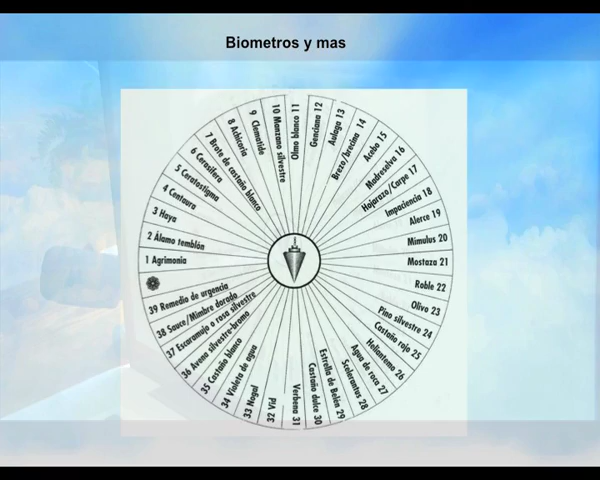 Biometros y mas
1 Agrimonia
2 Álamo temblón
3 Haya
4 Centaura
5 Ceratostigma
6 Cerasifera
7 Brote de castaño blanco
8 Achicoria
9 Clematide
10 Manzano silvestre
Olmo blanco 11
Genciana 12
Aulaga 13
Brezo/brecina 14
Acebo 15
Madreselva 16
Hojarazo/Carpe 17
Impaciencia 18
Alerce 19
Mimulus 20
Mostaza 21
Roble 22
Olivo 23
Pino silvestre 24
Castaño rojo 25
Heliantemo 26
Agua de roca 27
Scleranthus 28
Estrella de Belén 29
Castaño dulce 30
Verbena 31
32 Vid
33 Nogal
34 Violeta de agua
35 Castaño blanco
36 Avena silvestre-bromo
37 Escaramujo o rosa silvestre
38 Sauce/Mimbre dorado
39 Remedio de urgencia